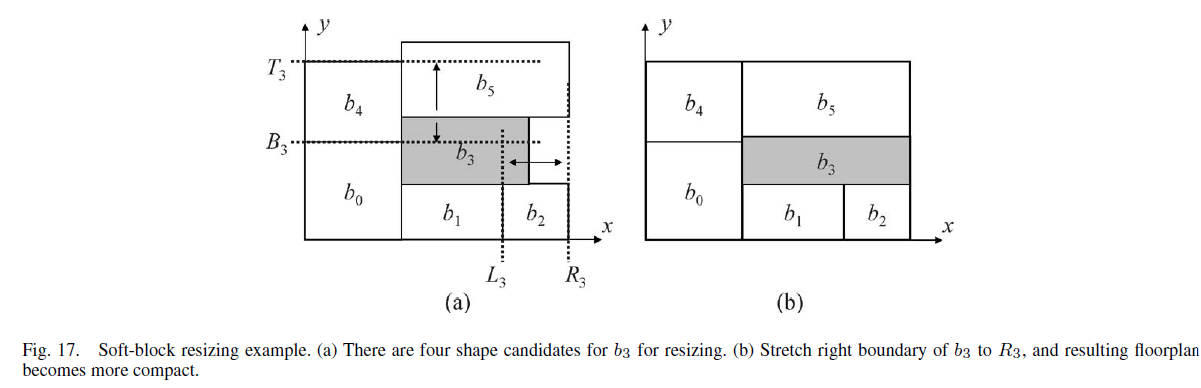 y
T3
b5
b4
B3
b3
b0
b1
b2
x
L3
R3
(a)
y
b4
b5
b3
b0
b1
b2
x
(b)
Fig. 17. Soft-block resizing example. (a) There are four shape candidates for b3 for resizing. (b) Stretch right boundary of b3 to R3, and resulting floorplan
becomes more compact.